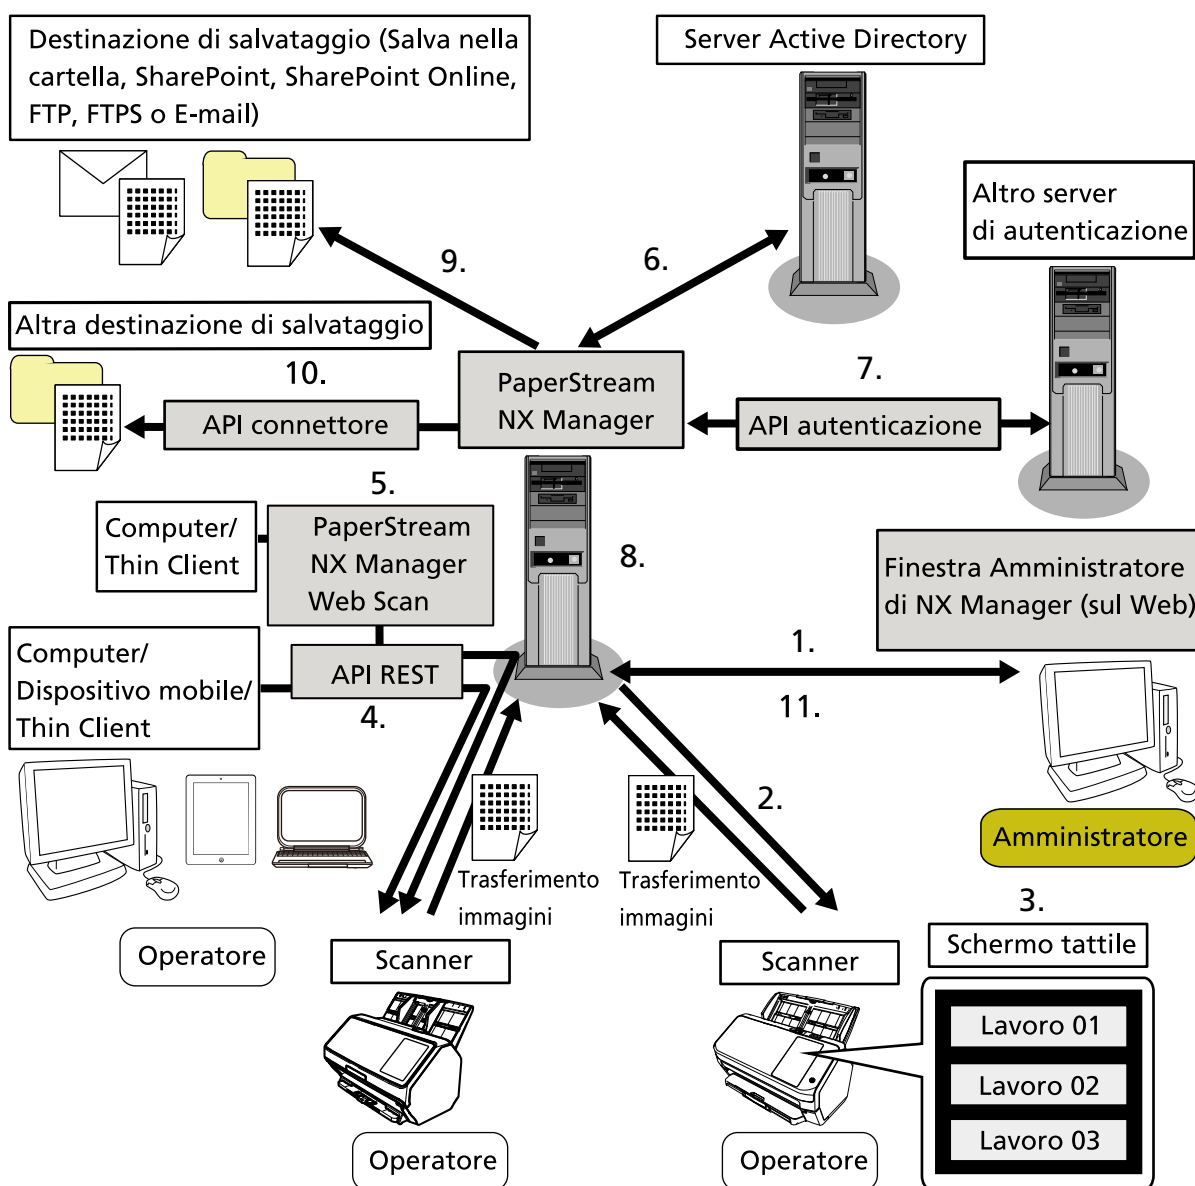 Destinazione di salvataggio (Salva nella
cartella, SharePoint, SharePoint Online,
FTP, FTPS o E-mail)
Server Active Directory
Altro server
di autenticazione
9.
6.
Altra destinazione di salvataggio
10.
API connettore
PaperStream
NX Manager
7.
API autenticazione
5.
Computer/
Thin Client
PaperStream
NX Manager
Web Scan
8.
Finestra Amministratore
di NX Manager (sul Web)
Computer/
Dispositivo mobile/
Thin Client
API REST
4.
1.
11.
2.
Trasferimento
immagini
Trasferimento
immagini
Amministratore
3.
Operatore
Scanner
Scanner
Schermo tattile
Lavoro 01
Lavoro 02
Lavoro 03
Operatore
Operatore